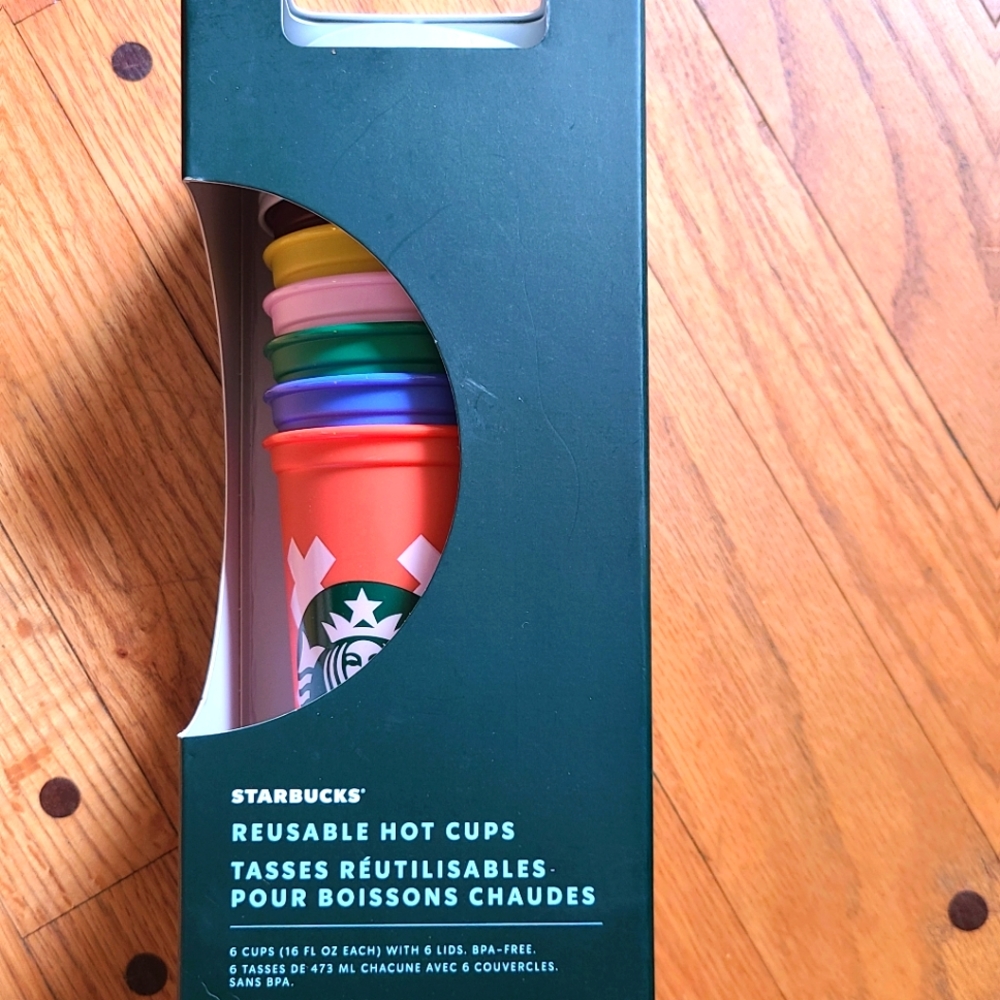 STARBUCKS®
REUSABLE HOT CUPS
TASSES RÉUTILISABLES
POUR BOISSONS CHAUDES
6 CUPS (16 FL OZ EACH) WITH 6 LIDS. BPA-FREE.
6 TASSES DE 473 ML CHACUNE AVEC 6 COUVERCLES.
SANS BPA.